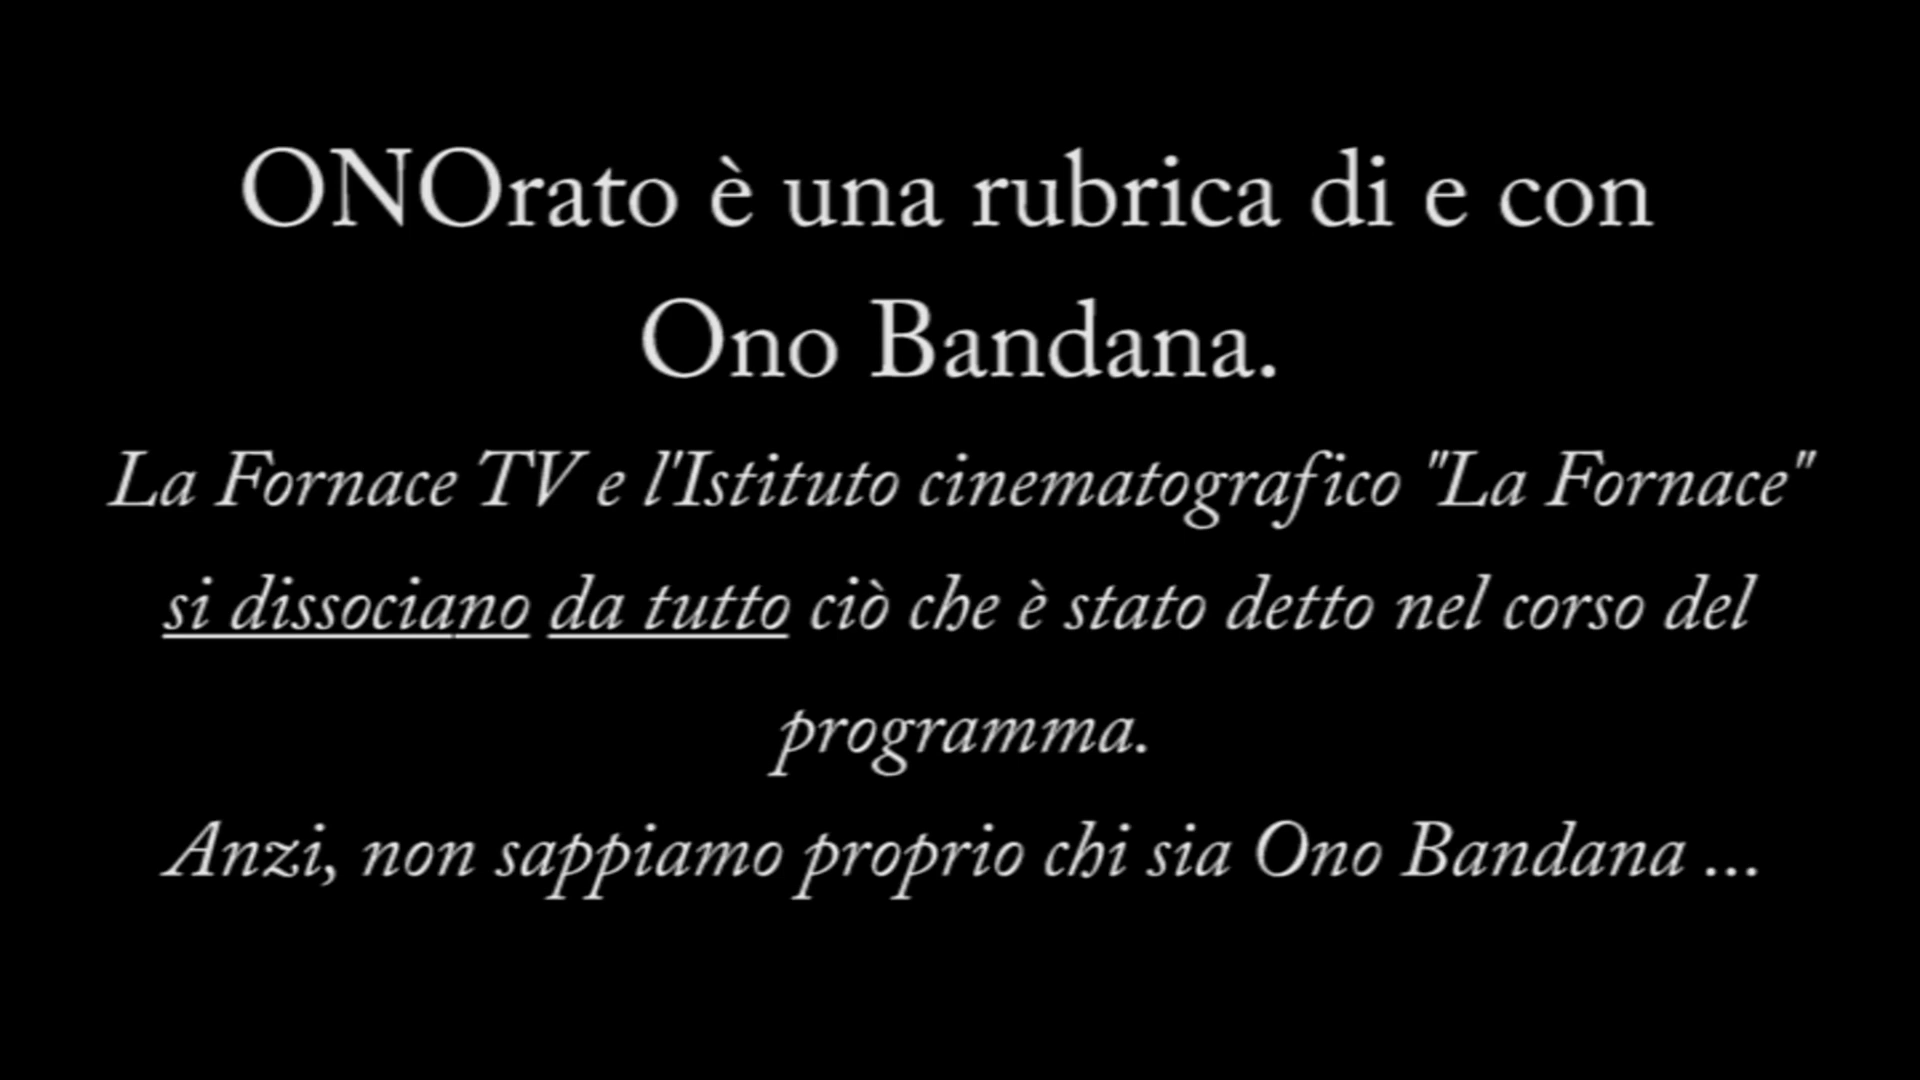 ONOrato è una rubrica di e con
Ono Bandana.
La Fornace TV e l'Istituto cinematografico "La Fornace"
si dissociano da tutto ciò che è stato detto nel corso del
programma.
Anzi, non sappiamo proprio chi sia Ono Bandana ...